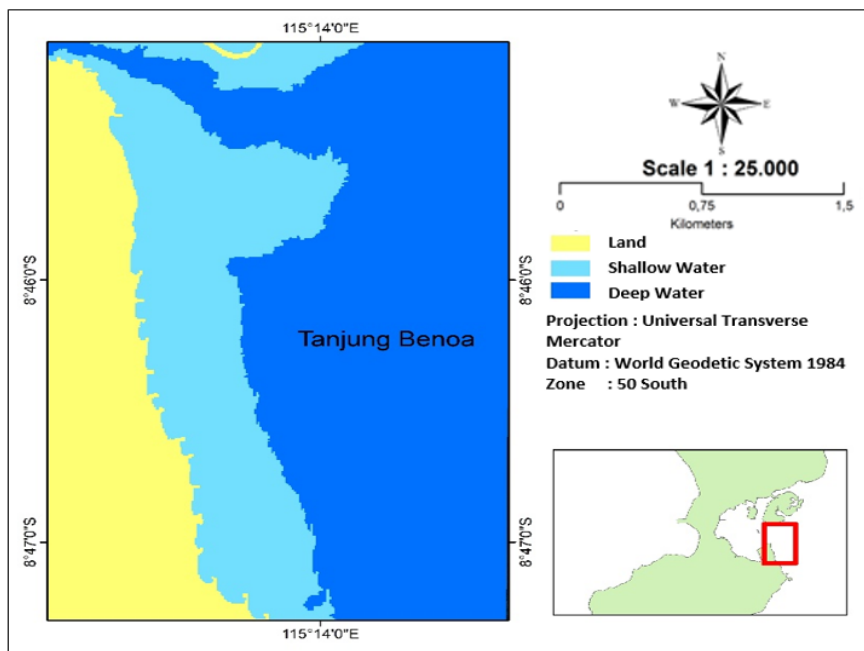 115°14'0"E
8°46'0"S
8°46'0"S
Tanjung Benoa
8°47'0"S
8°47'0"S
115°14'0"E
N
W E
S
Scale 1 : 25.000
0 0,75 1,5
Kilometers
Land
Shallow Water
Deep Water
Projection : Universal Transverse
Mercator
Datum : World Geodetic System 1984
Zone : 50 South